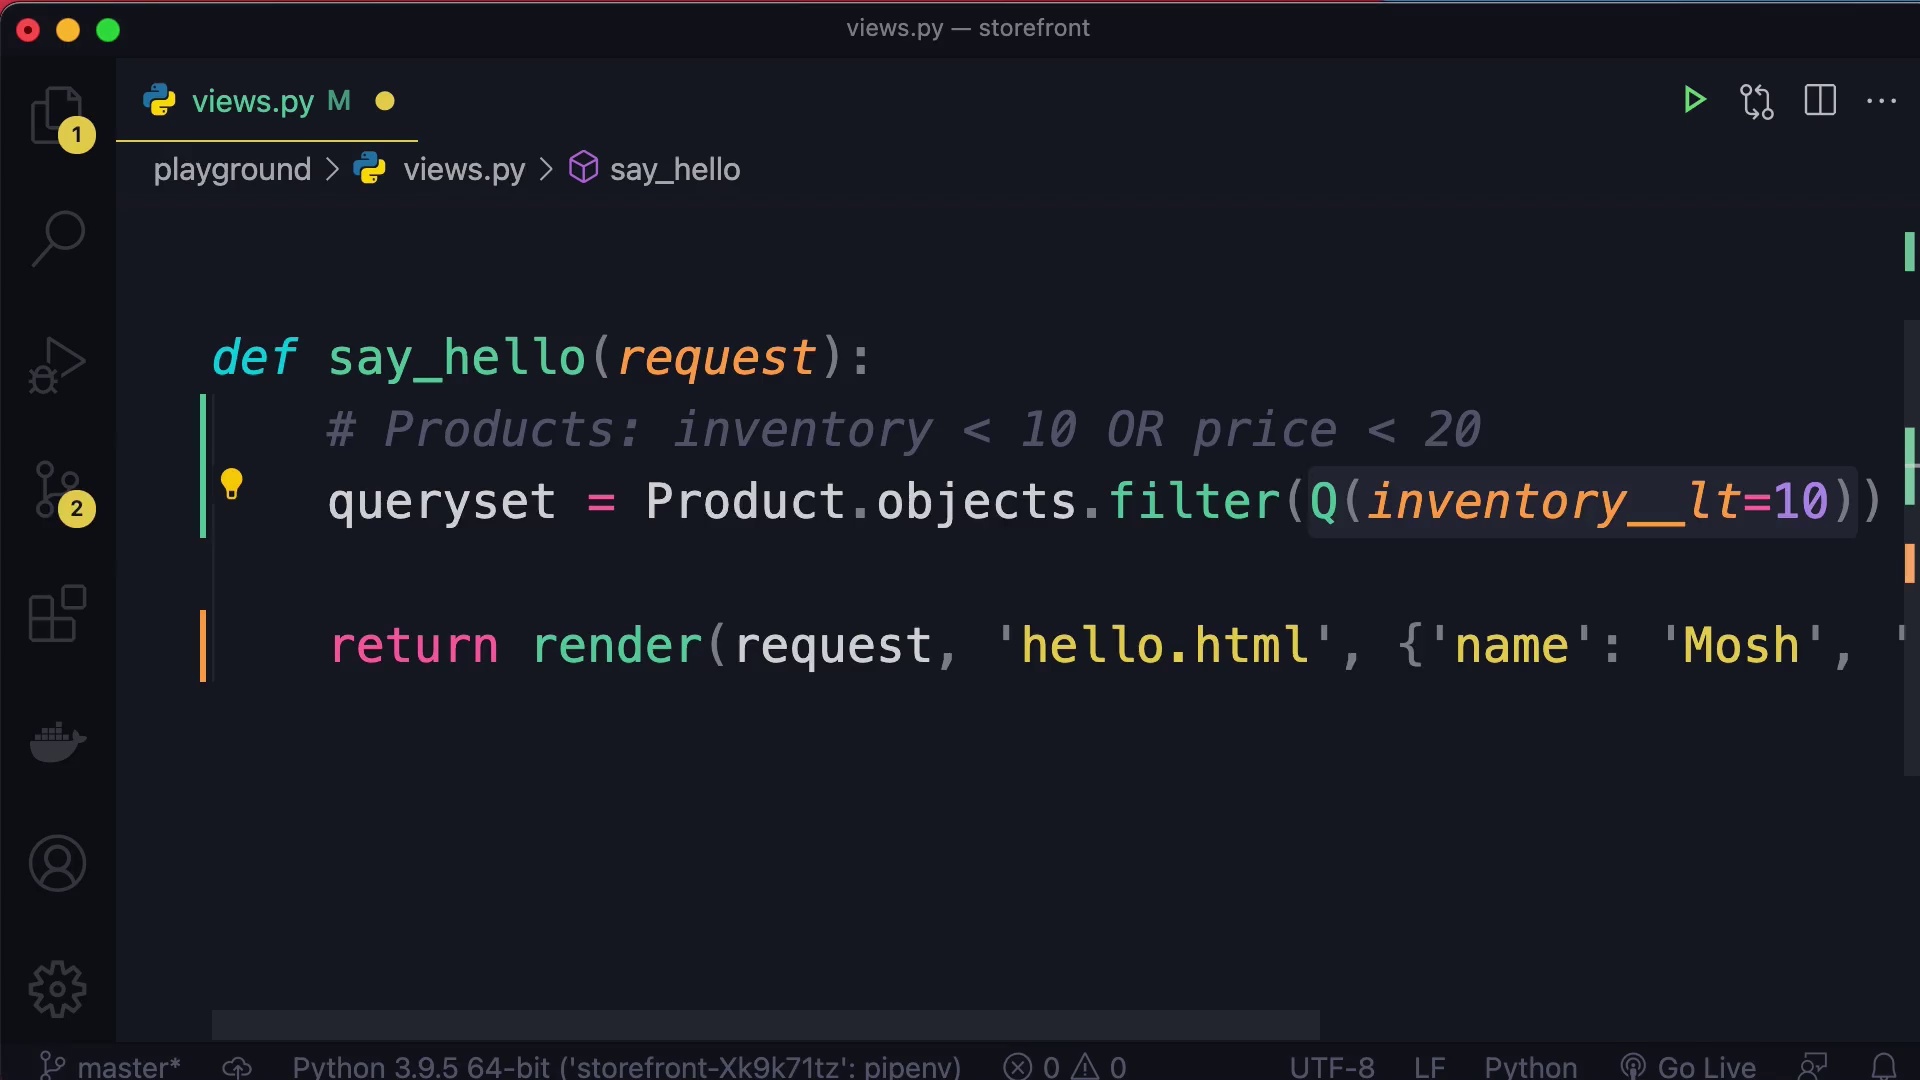 views.py — storefront
views.py M
1
playground > views.py > say_hello
def say_hello(request):
# Products: inventory < 10 OR price < 20
queryset = Product.objects.filter(Q(inventory__lt=10))
2
return render(request, 'hello.html', {'name': 'Mosh', '
master* Python 3.9.5 64-bit ('storefront-Xk9k71tz': pipenv) 0 0 UTF-8 LF Python Go Live